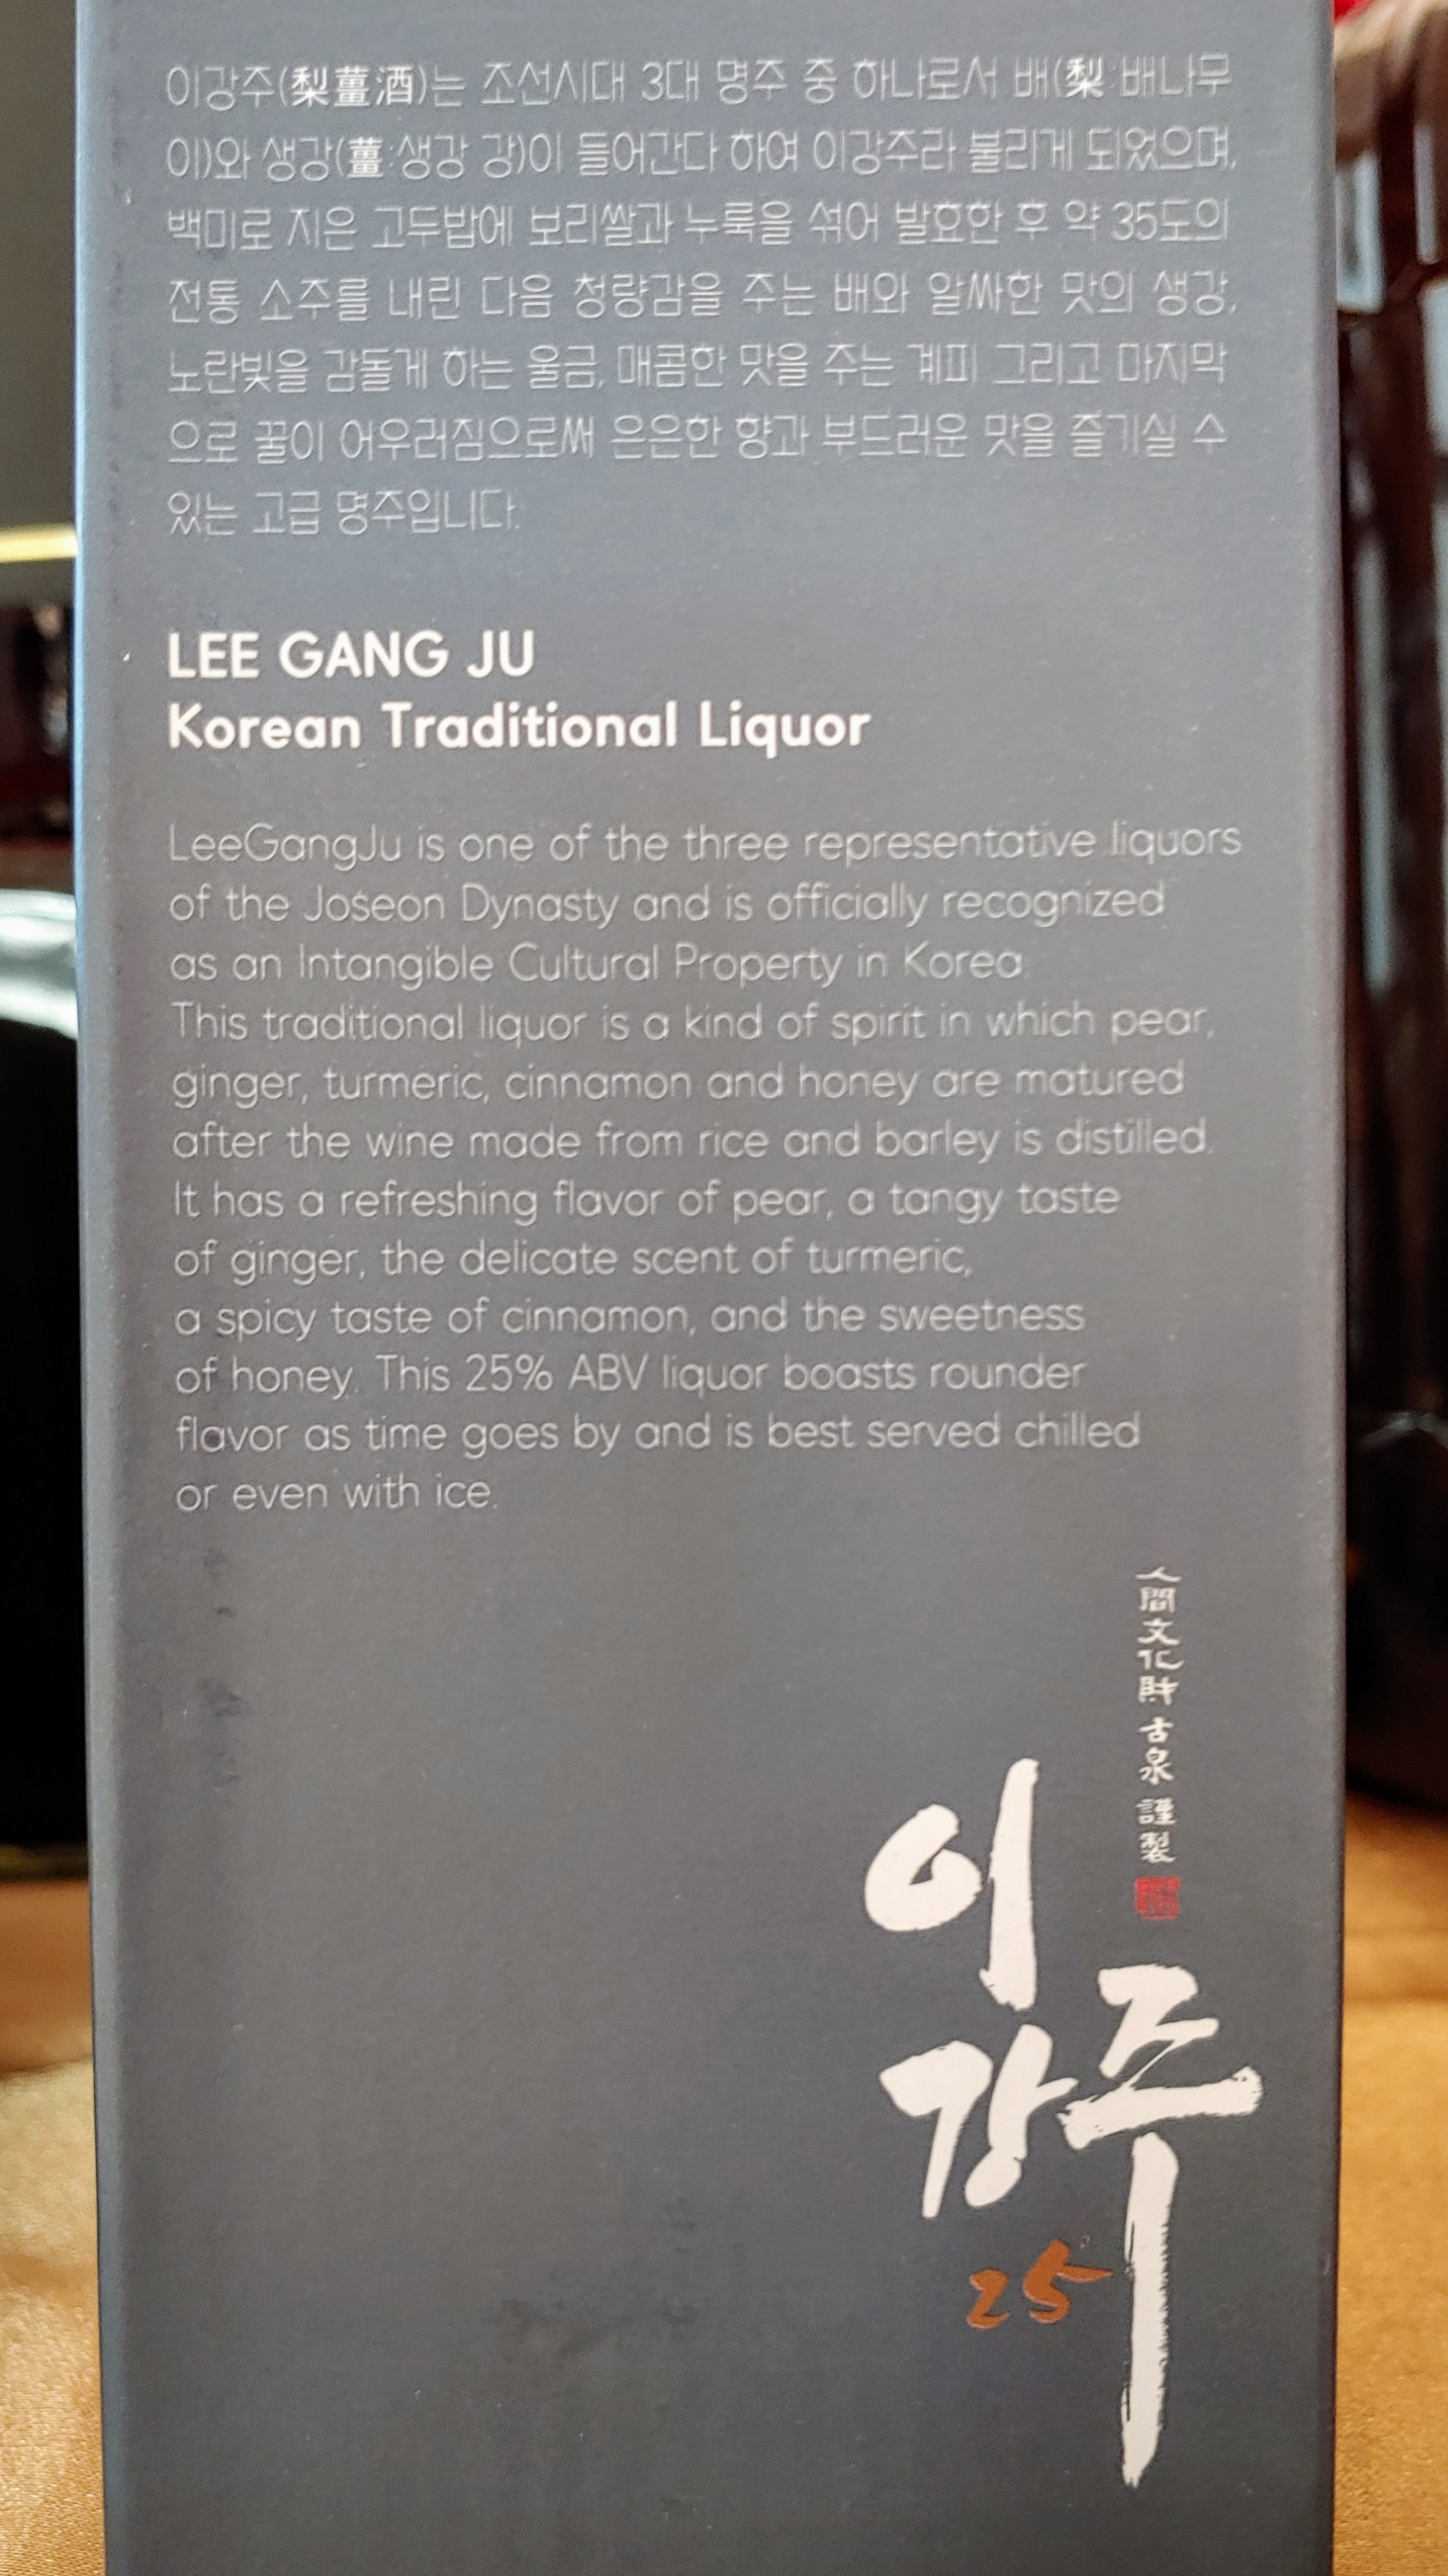 이강주(梨薑酒)는 조선시대 3대 명주 중 하나로서 배(梨:배나무
이)와 생강(薑:생강 강)이 들어간다 하여 이강주라 불리게 되었으며,
백미로 지은 고두밥에 보리쌀과 누룩을 섞어 발효한 후 약 35도의
전통 소주를 내린 다음 청량감을 주는 배와 알싸한 맛의 생강,
노란빛을 감돌게 하는 울금, 매콤한 맛을 주는 계피 그리고 마지막
으로 꿀이 어우러짐으로써 은은한 향과 부드러운 맛을 즐기실 수
있는 고급 명주입니다.
LEE GANG JU
Korean Traditional Liquor
LeeGangJu is one of the three representative liquors
of the Joseon Dynasty and is officially recognized
as an Intangible Cultural Property in Korea
This traditional liquor is a kind of spirit in which pear,
ginger, turmeric, cinnamon and honey are matured
after the wine made from rice and barley is distilled.
It has a refreshing flavor of pear, a tangy taste
of ginger, the delicate scent of turmeric,
a spicy taste of cinnamon, and the sweetness
of honey. This 25% ABV liquor boasts rounder
flavor as time goes by and is best served chilled
or even with ice.
人間文化財 古泉 謹製
이강주
25